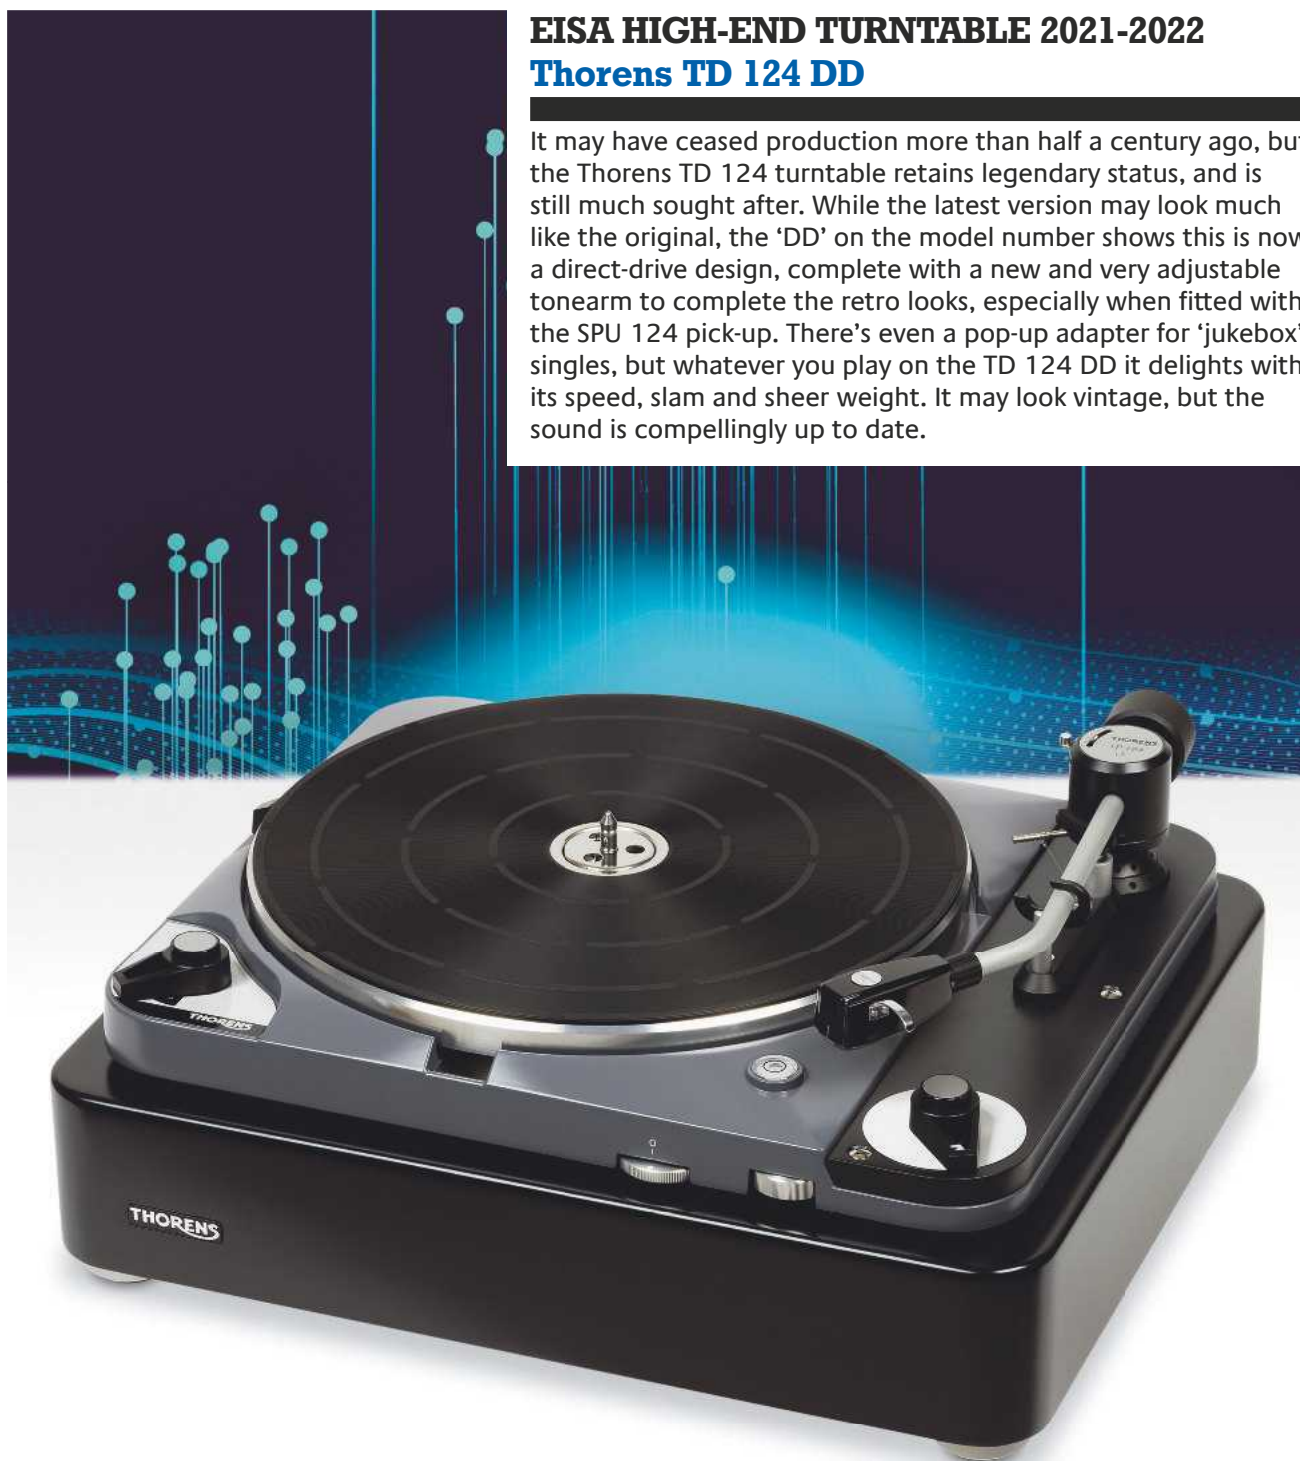 EISA HIGH-END TURNTABLE 2021-2022
Thorens TD 124 DD
It may have ceased production more than half a century ago, but
the Thorens TD 124 turntable retains legendary status, and is
still much sought after. While the latest version may look much
like the original, the ‘DD’ on the model number shows this is now
a direct-drive design, complete with a new and very adjustable
tonearm to complete the retro looks, especially when fitted with
the SPU 124 pick-up. There’s even a pop-up adapter for ‘jukebox’
singles, but whatever you play on the TD 124 DD it delights with
its speed, slam and sheer weight. It may look vintage, but the
sound is compellingly up to date.
THORENS
THORENS
THORENS